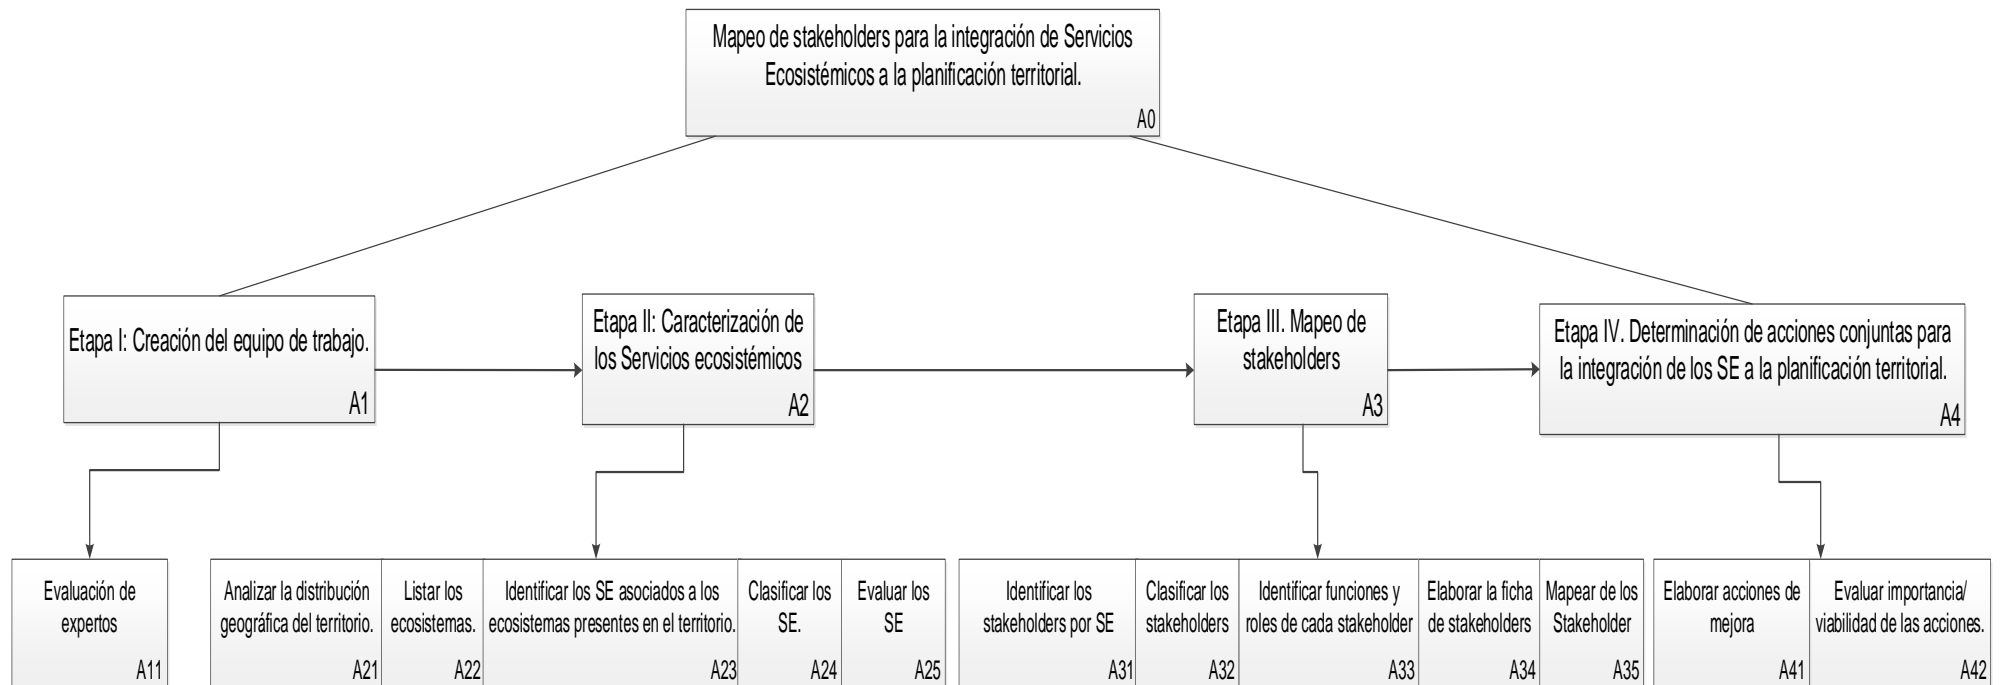 Mapeo de stakeholders para la integración de Servicios
Ecosistémicos a la planificación territorial.
A0
Etapa I: Creación del equipo de trabajo.
A1
Etapa II: Caracterización de
los Servicios ecosistémicos
A2
Etapa III. Mapeo de
stakeholders
A3
Etapa IV. Determinación de acciones conjuntas para
la integración de los SE a la planificación territorial.
A4
Evaluación de
expertos
A11
Analizar la distribución
geográfica del territorio.
A21
Listar los
ecosistemas.
A22
Identificar los SE asociados a los
ecosistemas presentes en el territorio.
A23
Clasificar los
SE.
A24
Evaluar los
SE
A25
Identificar los
stakeholders por SE
A31
Clasificar los
stakeholders
A32
Identificar funciones y
roles de cada stakeholder
A33
Elaborar la ficha
de stakeholders
A34
Mapear de los
Stakeholder
A35
Elaborar acciones de
mejora
A41
Evaluar importancia/
viabilidad de las acciones.
A42